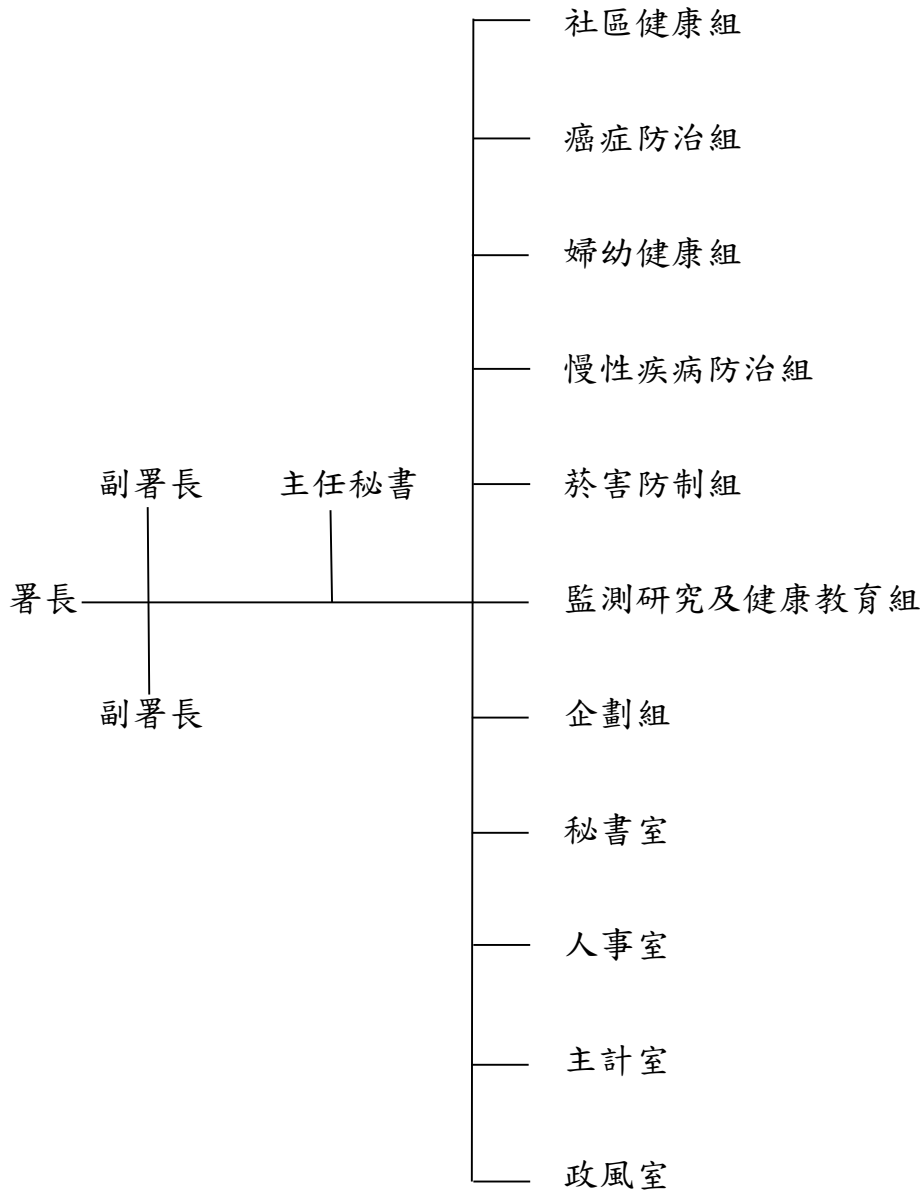 社區健康組
癌症防治組
婦幼健康組
慢性疾病防治組
副署長
主任秘書
菸害防制組
署長
監測研究及健康教育組
副署長
企劃組
秘書室
人事室
主計室
政風室